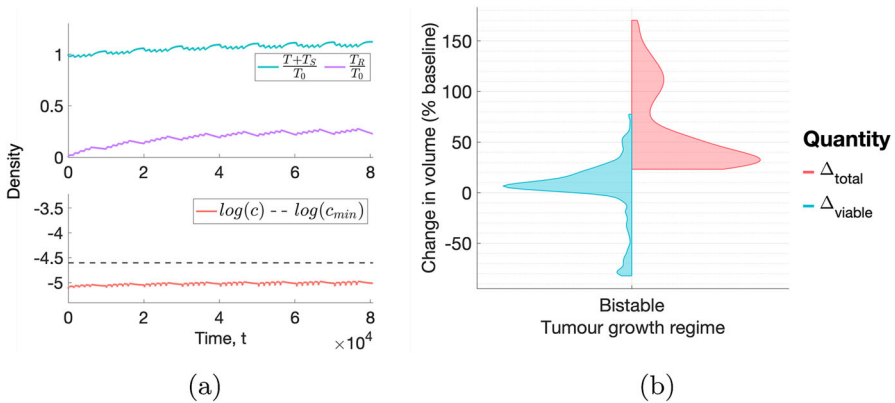 1
0.5
0
0 2 4 6 8
T+T_S/T_0 T_R/T_0
Density
-3.5
-4
-4.5
-5
log(c) -- log(c_min)
0 2 4 6 8
Time, t
×10^4
(a)
Change in volume (% baseline)
150
100
50
0
-50
Bistable
Tumour growth regime
Quantity
Δ_total
Δ_viable
(b)